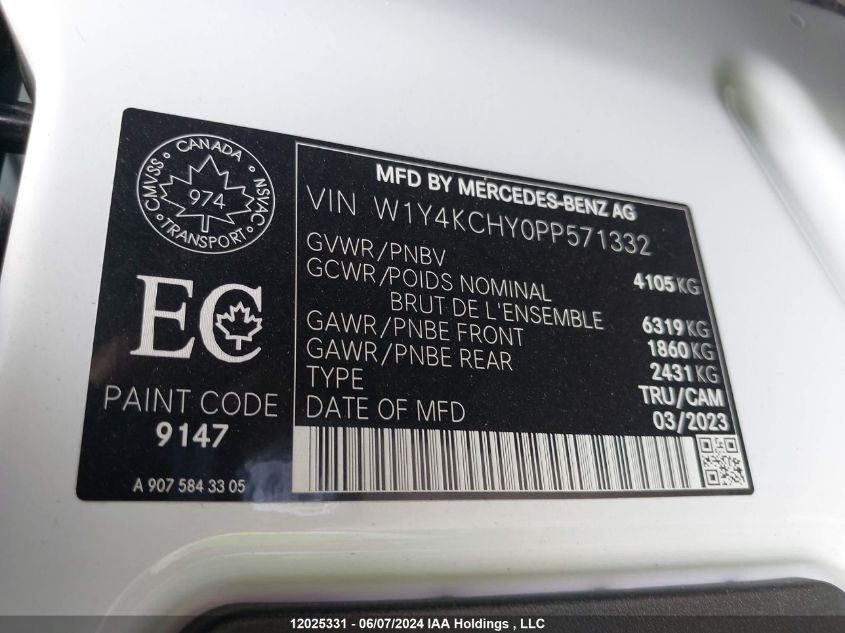 CANADA
CMVSS
NSVAC
974
TRANSPORT
EC
PAINT CODE
9147
A 907 584 33 05
MFD BY MERCEDES-BENZ AG
VIN W1Y4KCHY0PP571332
GVWR/PNBV 4105 KG
GCWR/POIDS NOMINAL
BRUT DE L'ENSEMBLE 6319 KG
GAWR/PNBE FRONT 1860 KG
GAWR/PNBE REAR 2431 KG
TYPE TRU/CAM
DATE OF MFD 03/2023
12025331 - 06/07/2024 IAA Holdings , LLC